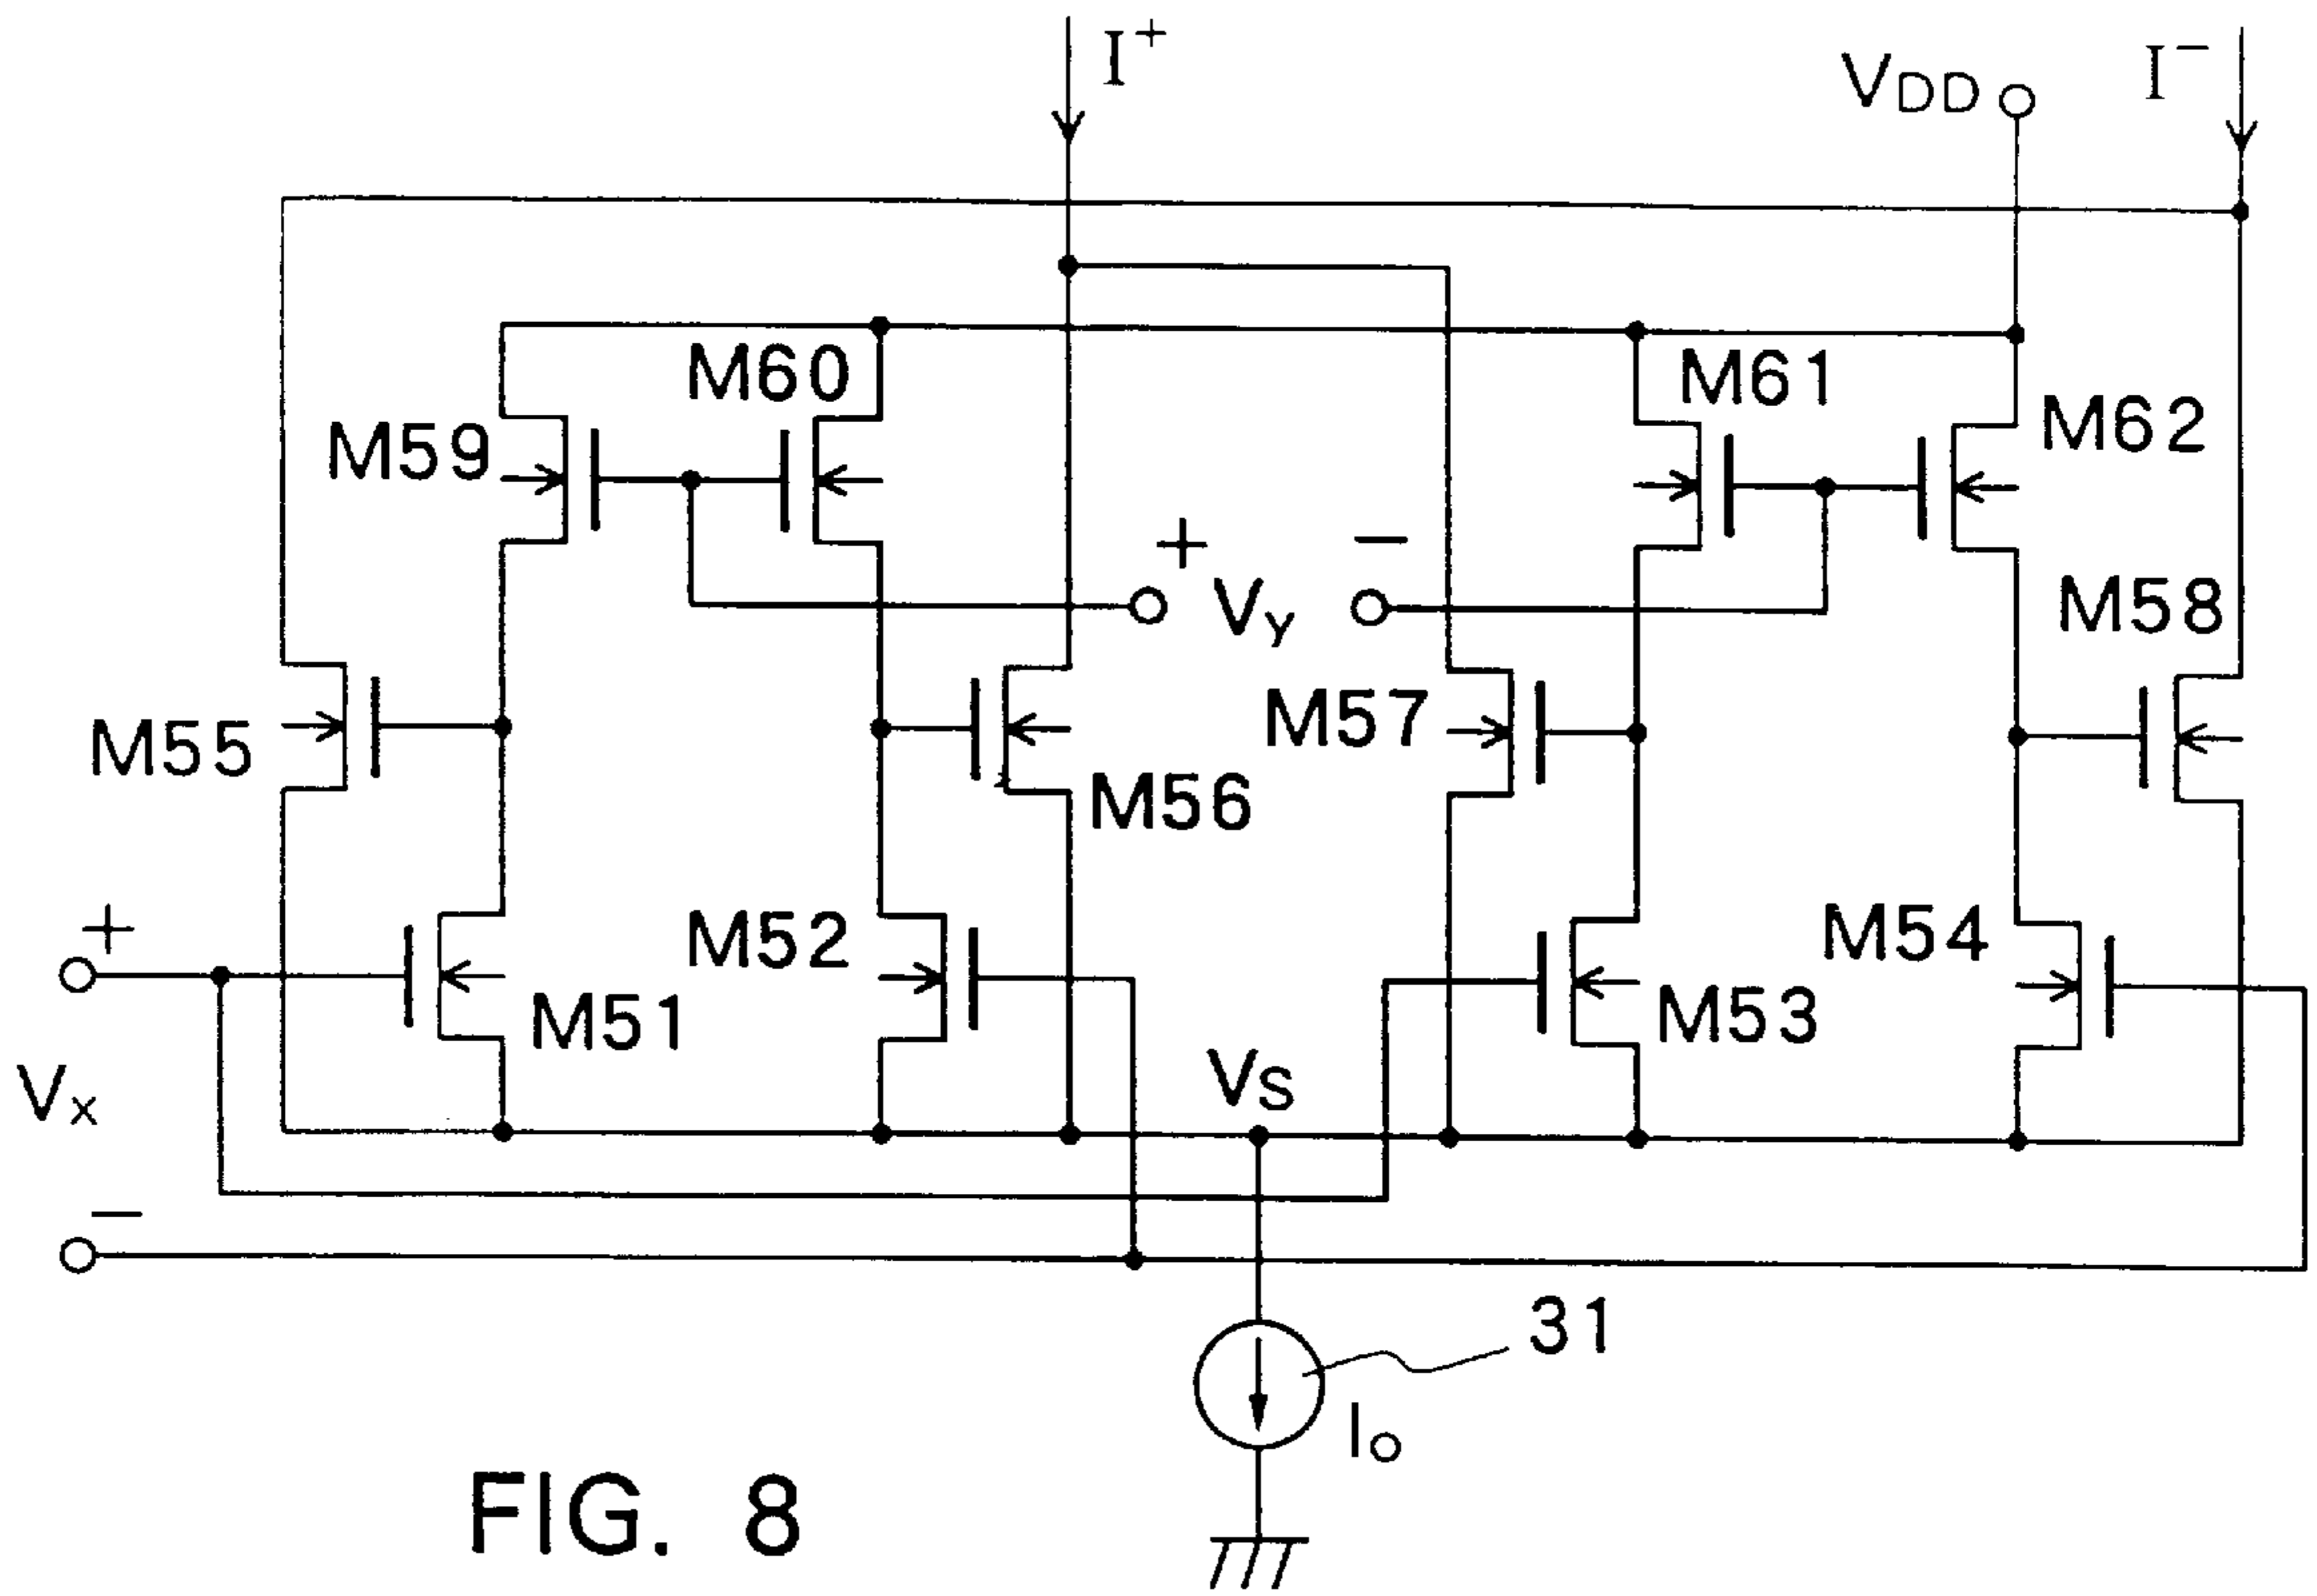 I+
VDD
I−
M60
M61
M59
M62
+
VY
−
M58
M55
M57
M56
+
M52
M54
M51
M53
Vx
VS
−
31
IO
FIG. 8